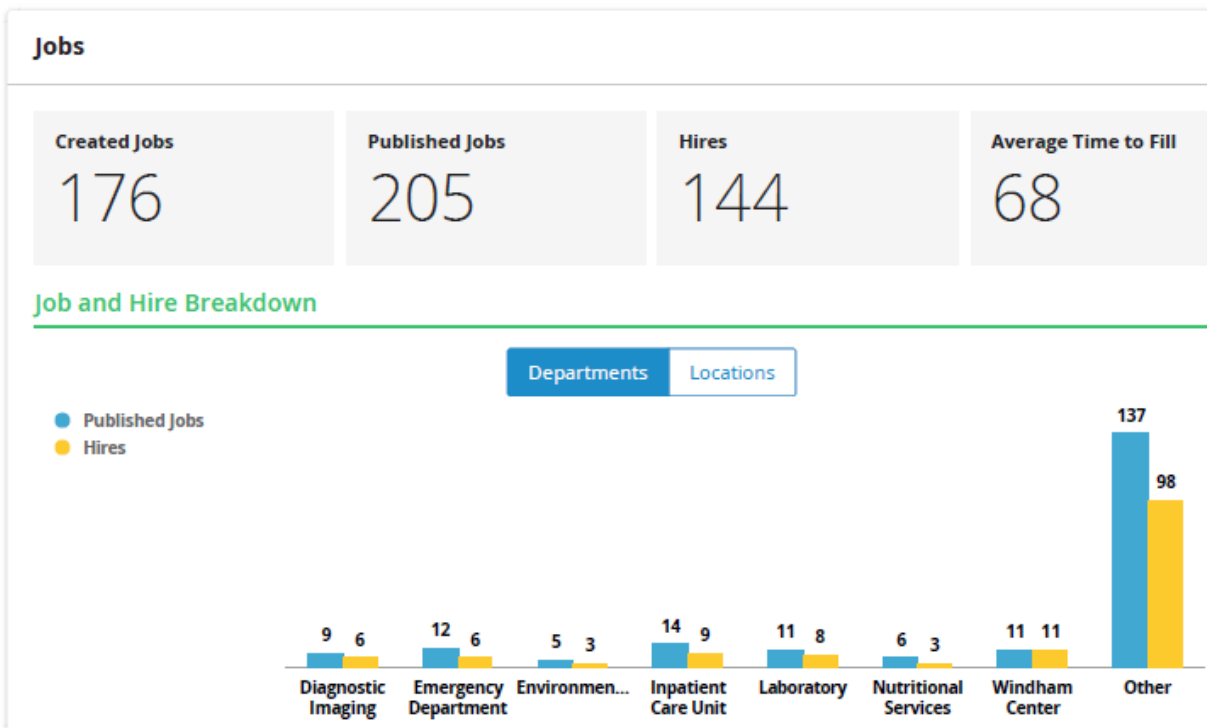 Jobs
Created Jobs
176
Published Jobs
205
Hires
144
Average Time to Fill
68
Job and Hire Breakdown
Departments
Locations
Published Jobs
Hires
9 6
12 6
5 3
14 9
11 8
6 3
11 11
137
98
Diagnostic
Imaging
Emergency
Department
Environmen...
Inpatient
Care Unit
Laboratory
Nutritional
Services
Windham
Center
Other